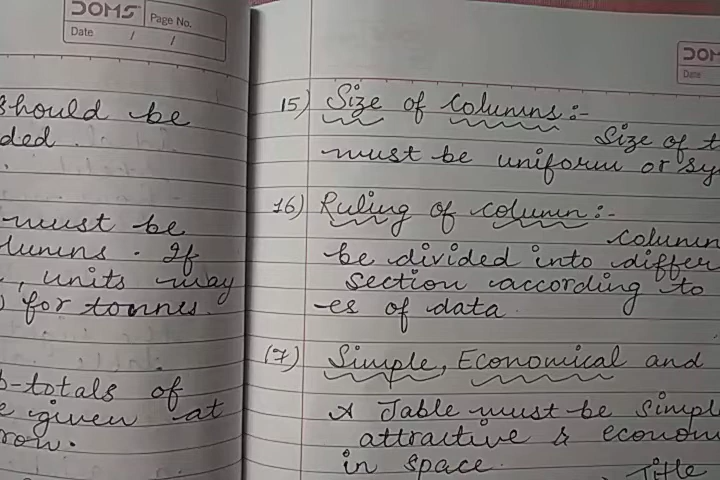 DOMS Page No.
Date / /
should be
ded.
must be
lumns. If
, units may
) for tonnes.
b-totals of
e given at
row.
DOM
Date
15) Size of Columns :-
Size of t
must be uniform or sy
16) Ruling of column :-
Column
be divided into differ
section according to
-es of data
(7) Simple, Economical and
A Table must be simpl
attractive & econom
in space.
Title